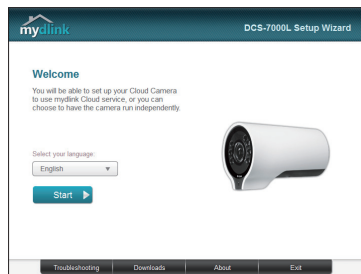 mydlink
DCS-7000L Setup Wizard
Welcome
You will be able to set up your Cloud Camera
to use mydlink Cloud service, or you can
choose to have the camera run independently.
Select your language:
English
Start
Troubleshooting
Downloads
About
Exit